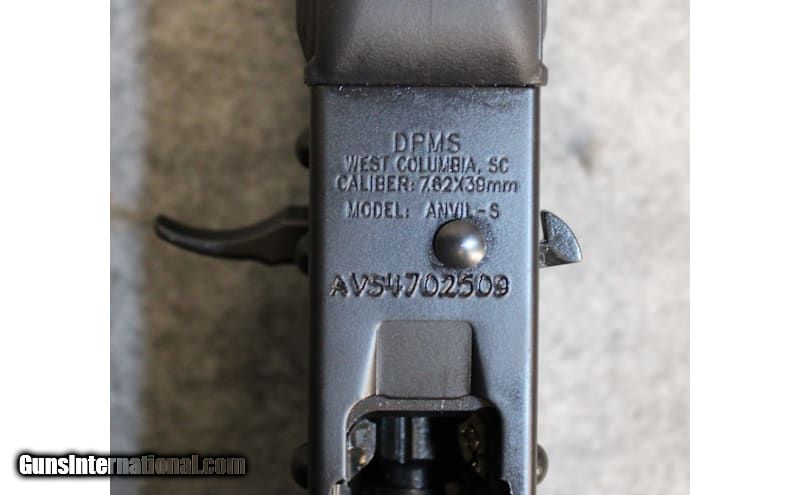 DPMS
WEST COLUMBIA, SC
CALIBER: 7.62X39mm
MODEL: ANVIL-S
AVS4702509
GunsInternational.com